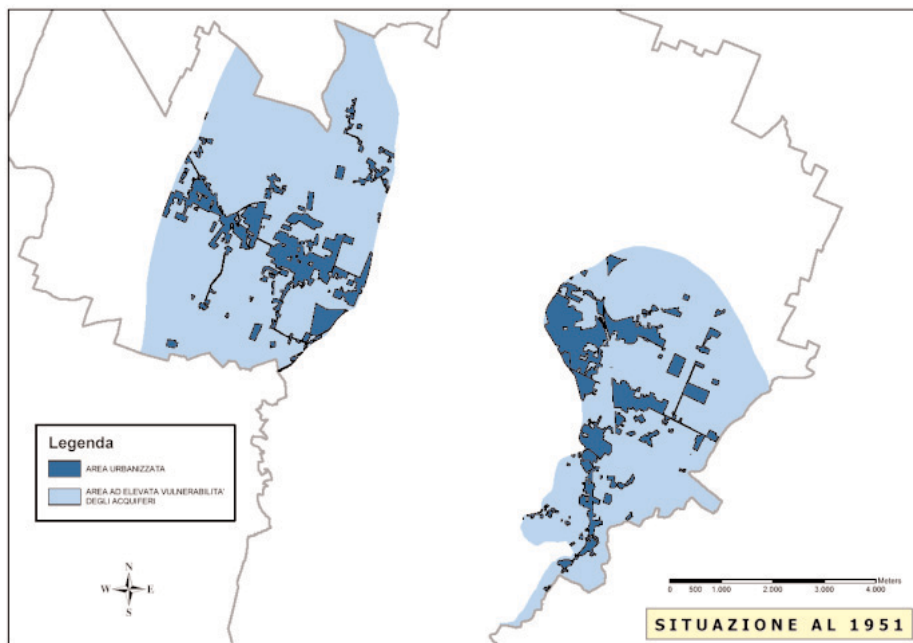 Legenda
AREA URBANIZZATA
AREA AD ELEVATA VULNERABILITA'
DEGLI ACQUIFERI
N
W E
S
Meters
0 500 1.000 2.000 3.000 4.000
SITUAZIONE AL 1951